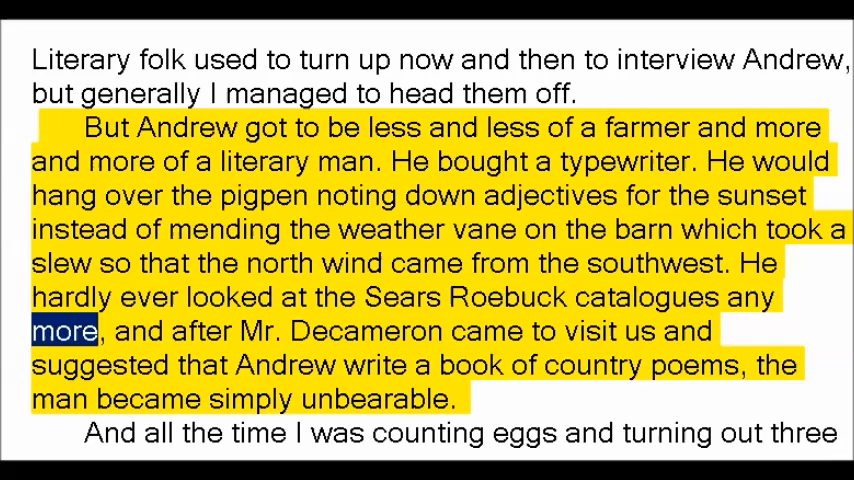 Literary folk used to turn up now and then to interview Andrew,
but generally I managed to head them off.
But Andrew got to be less and less of a farmer and more
and more of a literary man. He bought a typewriter. He would
hang over the pigpen noting down adjectives for the sunset
instead of mending the weather vane on the barn which took a
slew so that the north wind came from the southwest. He
hardly ever looked at the Sears Roebuck catalogues any
more, and after Mr. Decameron came to visit us and
suggested that Andrew write a book of country poems, the
man became simply unbearable.
And all the time I was counting eggs and turning out three